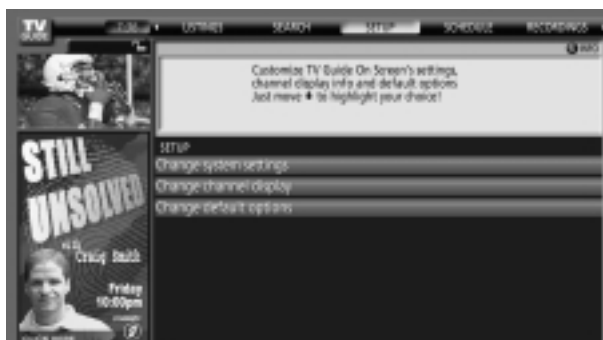 TV
GUIDE
LISTINGS SEARCH SETUP SCHEDULE RECORDINGS
INFO
Customize TV Guide On Screen's settings,
channel display info and default options
Just move to highlight your choice!
SETUP
Change system settings
Change channel display
Change default options
STILL
UNSOLVED
with
Craig Smith
Friday
10:00pm